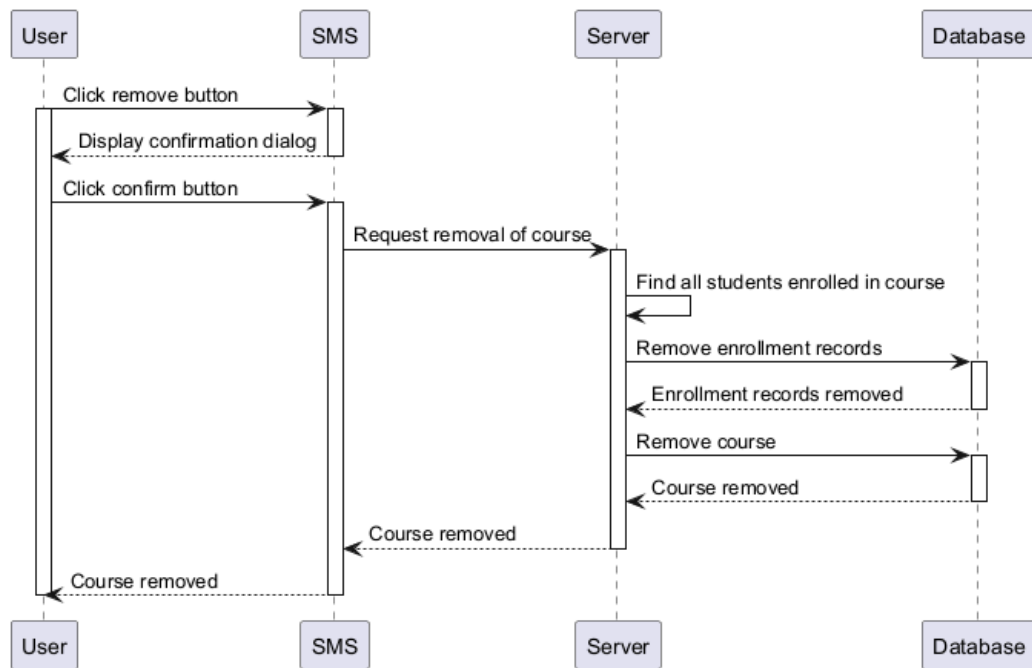 User SMS Server Database
Click remove button
Display confirmation dialog
Click confirm button
Request removal of course
Find all students enrolled in course
Remove enrollment records
Enrollment records removed
Remove course
Course removed
Course removed
Course removed
User SMS Server Database